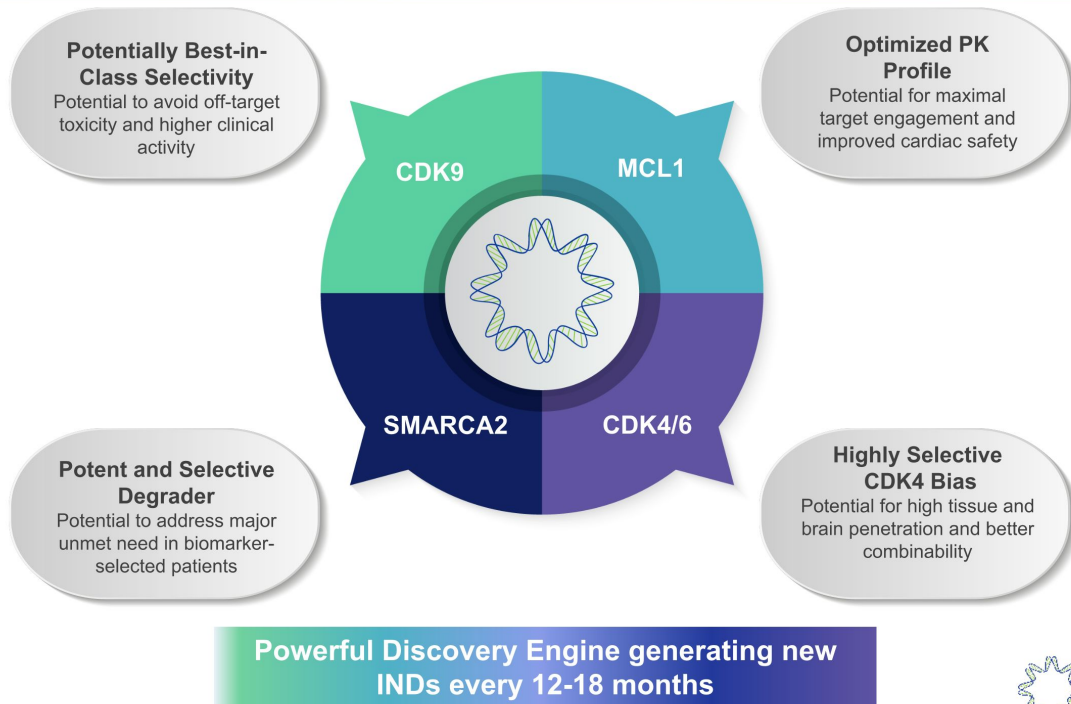 Potentially Best-in-
Class Selectivity
Potential to avoid off-target
toxicity and higher clinical
activity
Optimized PK
Profile
Potential for maximal
target engagement and
improved cardiac safety
CDK9
MCL1
SMARCA2
CDK4/6
Potent and Selective
Degrader
Potential to address major
unmet need in biomarker-
selected patients
Highly Selective
CDK4 Bias
Potential for high tissue and
brain penetration and better
combinability
Powerful Discovery Engine generating new
INDs every 12-18 months